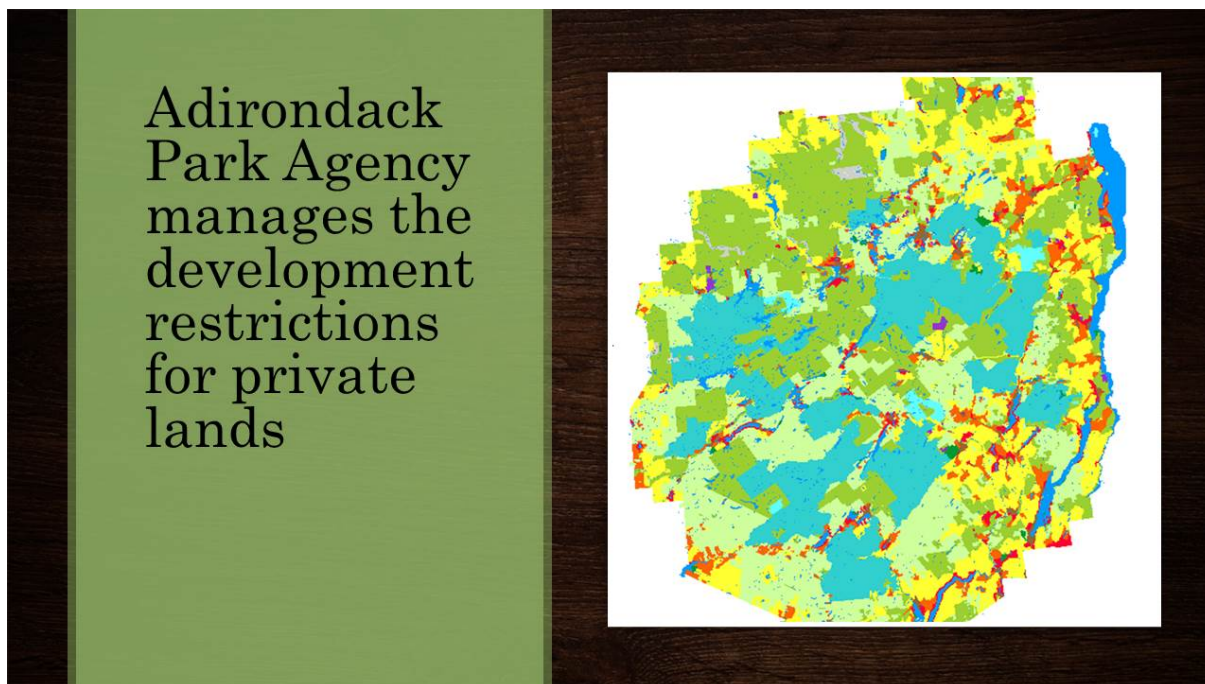 Adirondack
Park Agency
manages the
development
restrictions
for private
lands